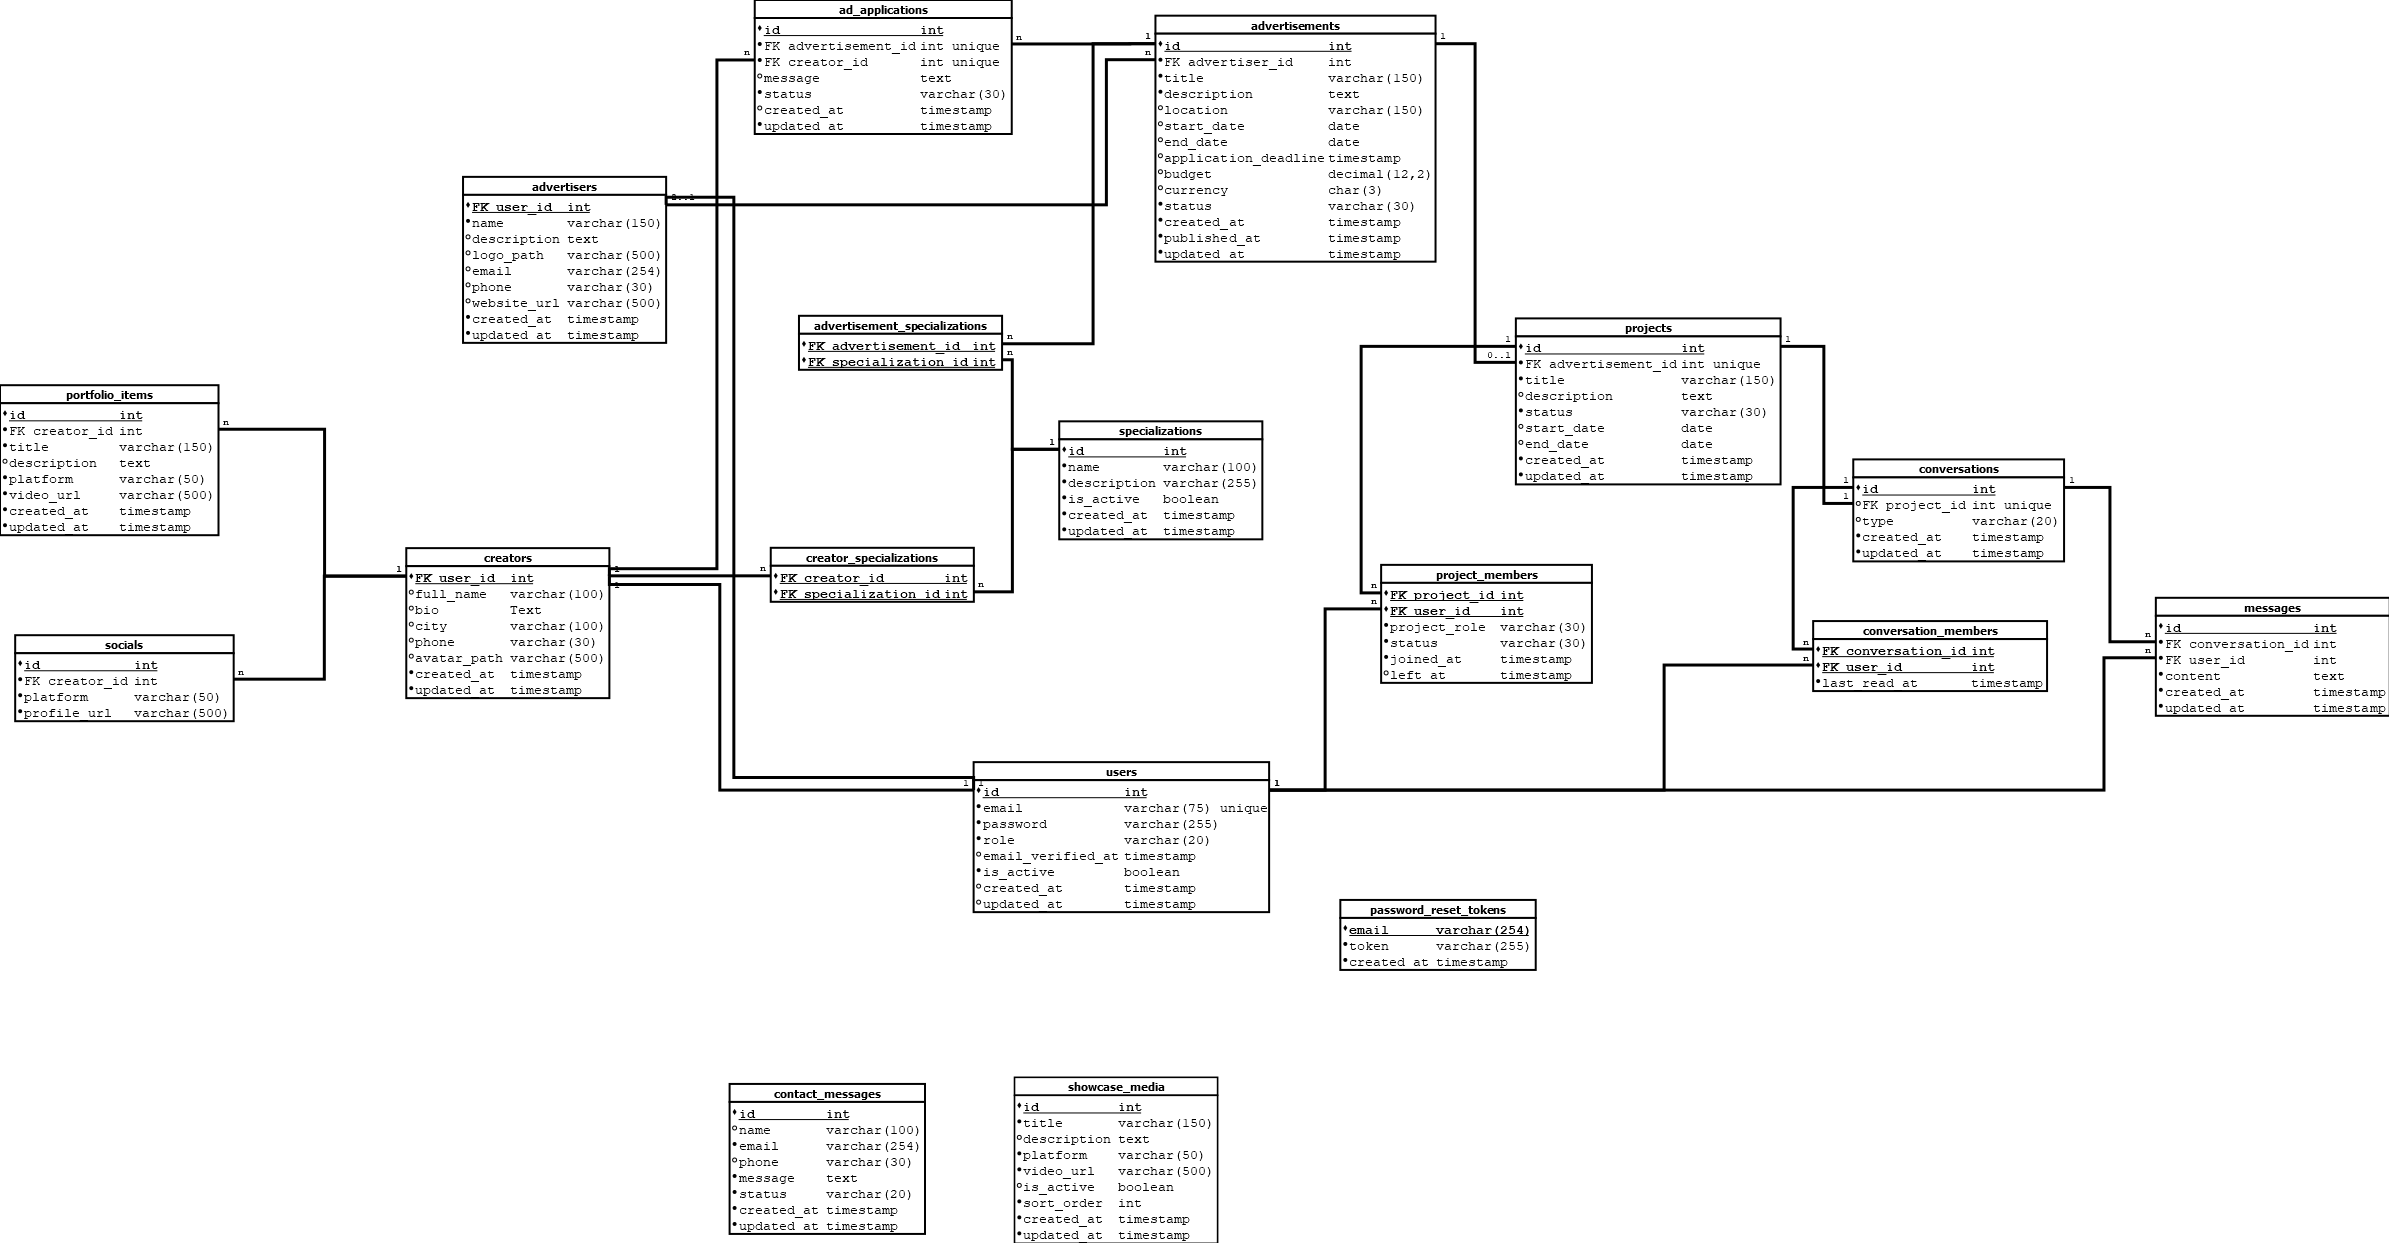 ad_applications
id int
FK advertisement_id int unique
FK creator_id int unique
message text
status varchar(30)
created_at timestamp
updated_at timestamp
n
n
advertisements
id int
FK advertiser_id int
title varchar(150)
description text
location varchar(150)
start_date date
end_date date
application_deadline timestamp
budget decimal(12,2)
currency char(3)
status varchar(30)
created_at timestamp
published_at timestamp
updated_at timestamp
1
n
1
advertisers
FK user_id int
name varchar(150)
description text
logo_path varchar(500)
email varchar(254)
phone varchar(30)
website_url varchar(500)
created_at timestamp
updated_at timestamp
advertisement_specializations
FK advertisement_id int
FK specialization_id int
n
n
projects
id int
FK advertisement_id int unique
title varchar(150)
description text
status varchar(30)
start_date date
end_date date
created_at timestamp
updated_at timestamp
1
0..1
1
portfolio_items
id int
FK creator_id int
title varchar(150)
description text
platform varchar(50)
video_url varchar(500)
created_at timestamp
updated_at timestamp
n
specializations
id int
name varchar(100)
description varchar(255)
is_active boolean
created_at timestamp
updated_at timestamp
1
conversations
id int
FK project_id int unique
type varchar(20)
created_at timestamp
updated_at timestamp
1
1
1
creators
FK user_id int
full_name varchar(100)
bio Text
city varchar(100)
phone varchar(30)
avatar_path varchar(500)
created_at timestamp
updated_at timestamp
1
1
1
creator_specializations
FK creator_id int
FK specialization_id int
n
n
project_members
FK project_id int
FK user_id int
project_role varchar(30)
status varchar(30)
joined_at timestamp
left_at timestamp
n
n
messages
id int
FK conversation_id int
FK user_id int
content text
created_at timestamp
updated_at timestamp
n
n
conversation_members
FK conversation_id int
FK user_id int
last_read_at timestamp
n
n
socials
id int
FK creator_id int
platform varchar(50)
profile_url varchar(500)
n
users
id int
email varchar(75) unique
password varchar(255)
role varchar(20)
email_verified_at timestamp
is_active boolean
created_at timestamp
updated_at timestamp
1
1
1
password_reset_tokens
email varchar(254)
token varchar(255)
created_at timestamp
contact_messages
id int
name varchar(100)
email varchar(254)
phone varchar(30)
message text
status varchar(20)
created_at timestamp
updated_at timestamp
showcase_media
id int
title varchar(150)
description text
platform varchar(50)
video_url varchar(500)
is_active boolean
sort_order int
created_at timestamp
updated_at timestamp